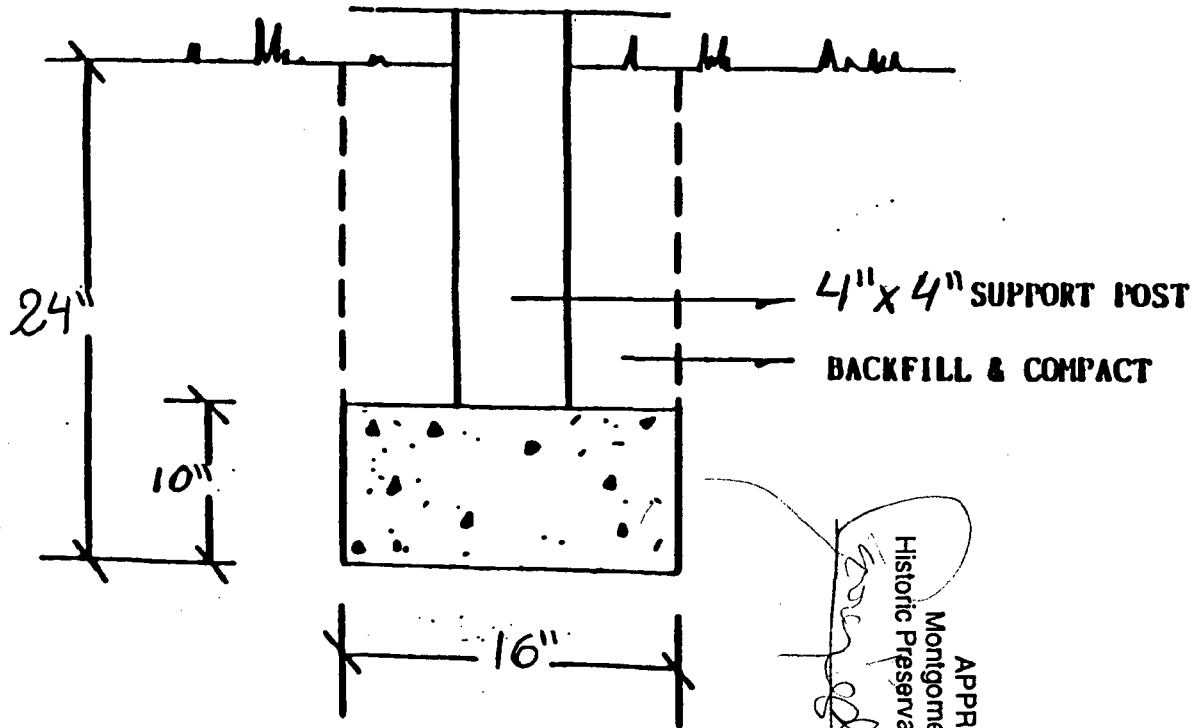 24"
4" x 4" SUPPORT POST
BACKFILL & COMPACT
10"
16"
APPR
Montgome
Historic Preserva